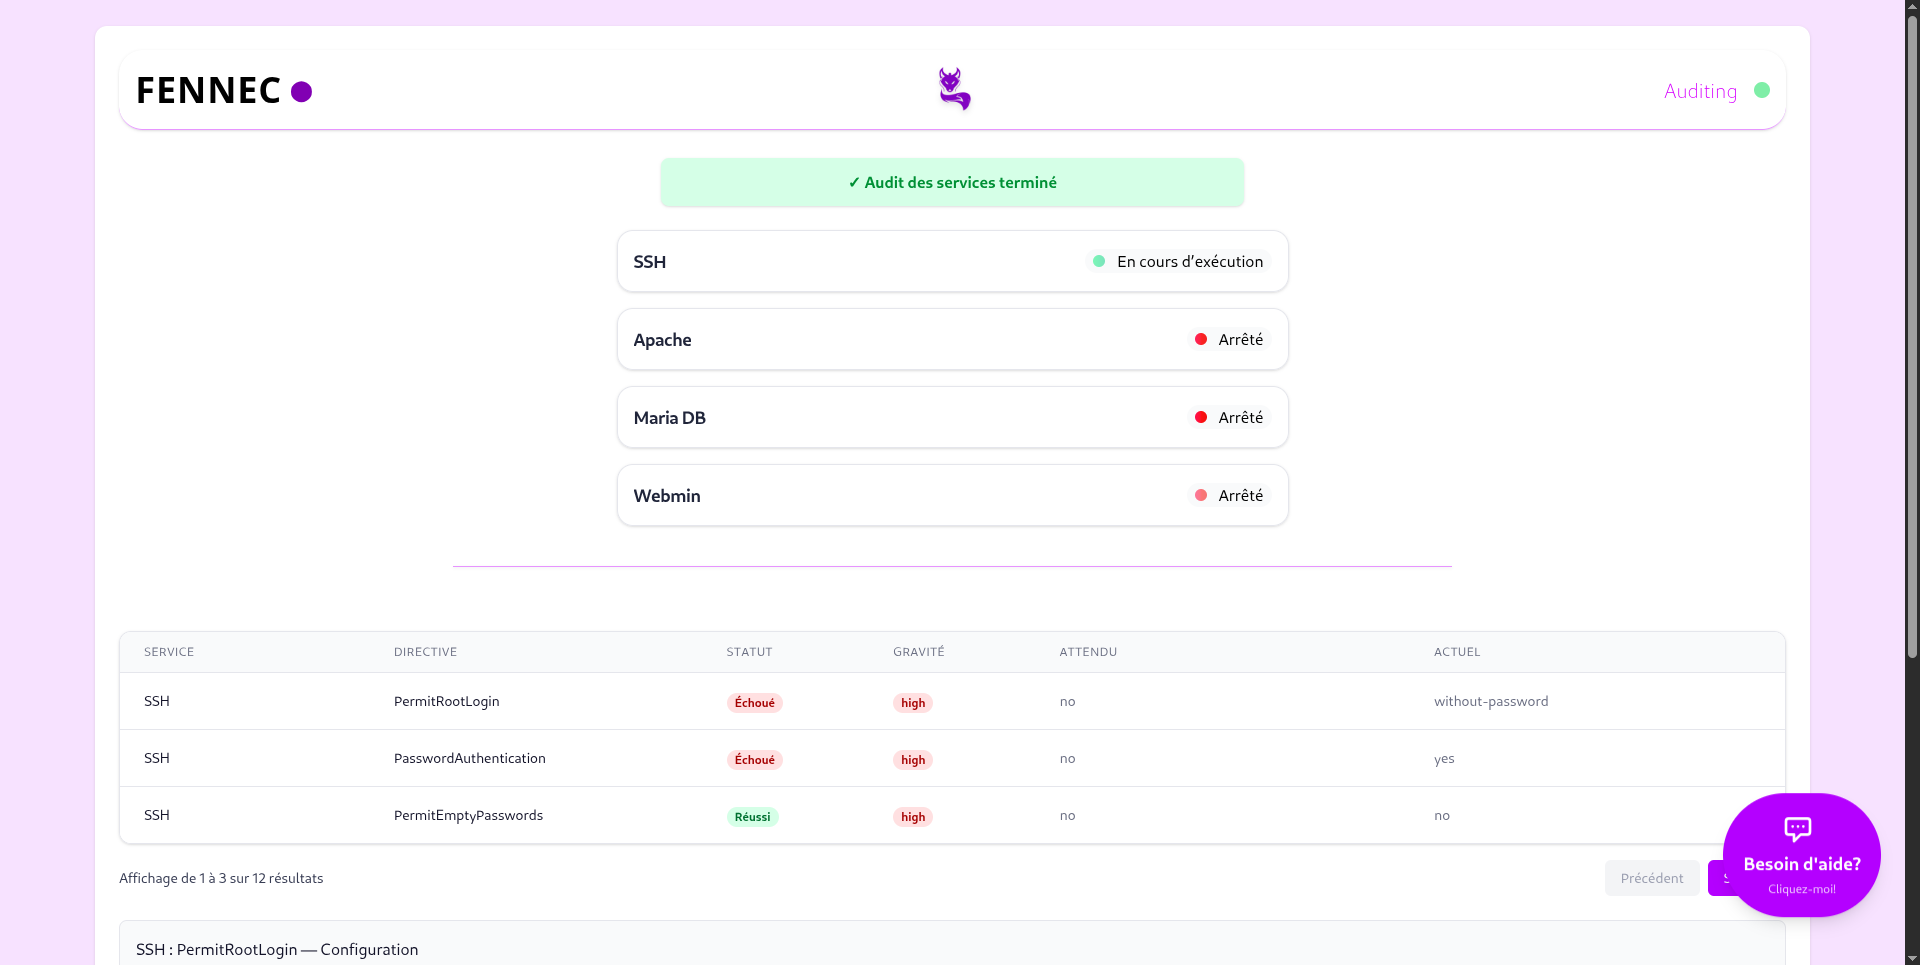 FENNEC
Auditing
✓ Audit des services terminé
SSH
En cours d'exécution
Apache
Arrêté
Maria DB
Arrêté
Webmin
Arrêté
SERVICE DIRECTIVE STATUT GRAVITÉ ATTENDU ACTUEL
SSH PermitRootLogin Échoué high no without-password
SSH PasswordAuthentication Échoué high no yes
SSH PermitEmptyPasswords Réussi high no no
Affichage de 1 à 3 sur 12 résultats
Précédent
Besoin d'aide?
Cliquez-moi!
SSH : PermitRootLogin — Configuration